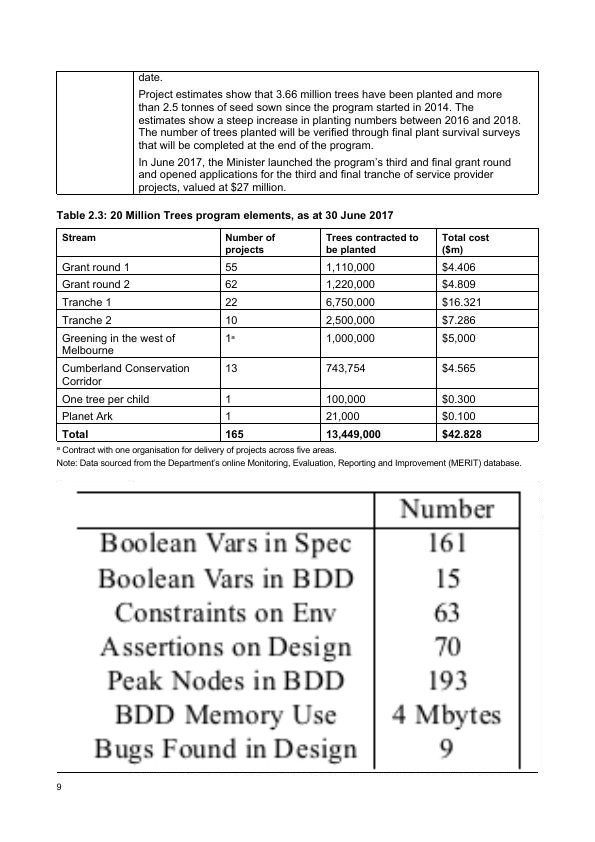 date.
Project estimates show that 3.66 million trees have been planted and more
than 2.5 tonnes of seed sown since the program started in 2014. The
estimates show a steep increase in planting numbers between 2016 and 2018.
The number of trees planted will be verified through final plant survival surveys
that will be completed at the end of the program.
In June 2017, the Minister launched the program's third and final grant round
and opened applications for the third and final tranche of service provider
projects, valued at $27 million.
Table 2.3: 20 Million Trees program elements, as at 30 June 2017
Stream Number of projects Trees contracted to be planted Total cost ($m)
Grant round 1 55 1,110,000 $4.406
Grant round 2 62 1,220,000 $4.809
Tranche 1 22 6,750,000 $16.321
Tranche 2 10 2,500,000 $7.286
Greening in the west of Melbourne 1ᵃ 1,000,000 $5,000
Cumberland Conservation Corridor 13 743,754 $4.565
One tree per child 1 100,000 $0.300
Planet Ark 1 21,000 $0.100
Total 165 13,449,000 $42.828
ᵃ Contract with one organisation for delivery of projects across five areas.
Note: Data sourced from the Department's online Monitoring, Evaluation, Reporting and Improvement (MERIT) database.
Number
Boolean Vars in Spec 161
Boolean Vars in BDD 15
Constraints on Env 63
Assertions on Design 70
Peak Nodes in BDD 193
BDD Memory Use 4 Mbytes
Bugs Found in Design 9
9